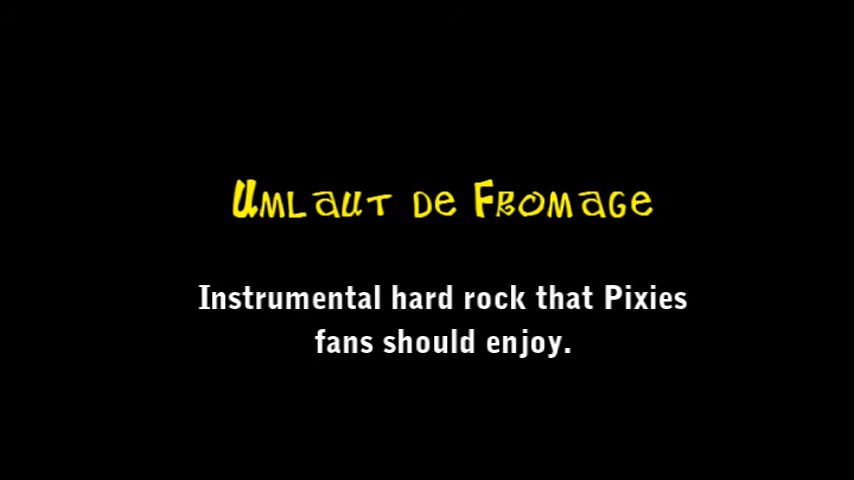 Umlaut de Fromage
Instrumental hard rock that Pixies
fans should enjoy.